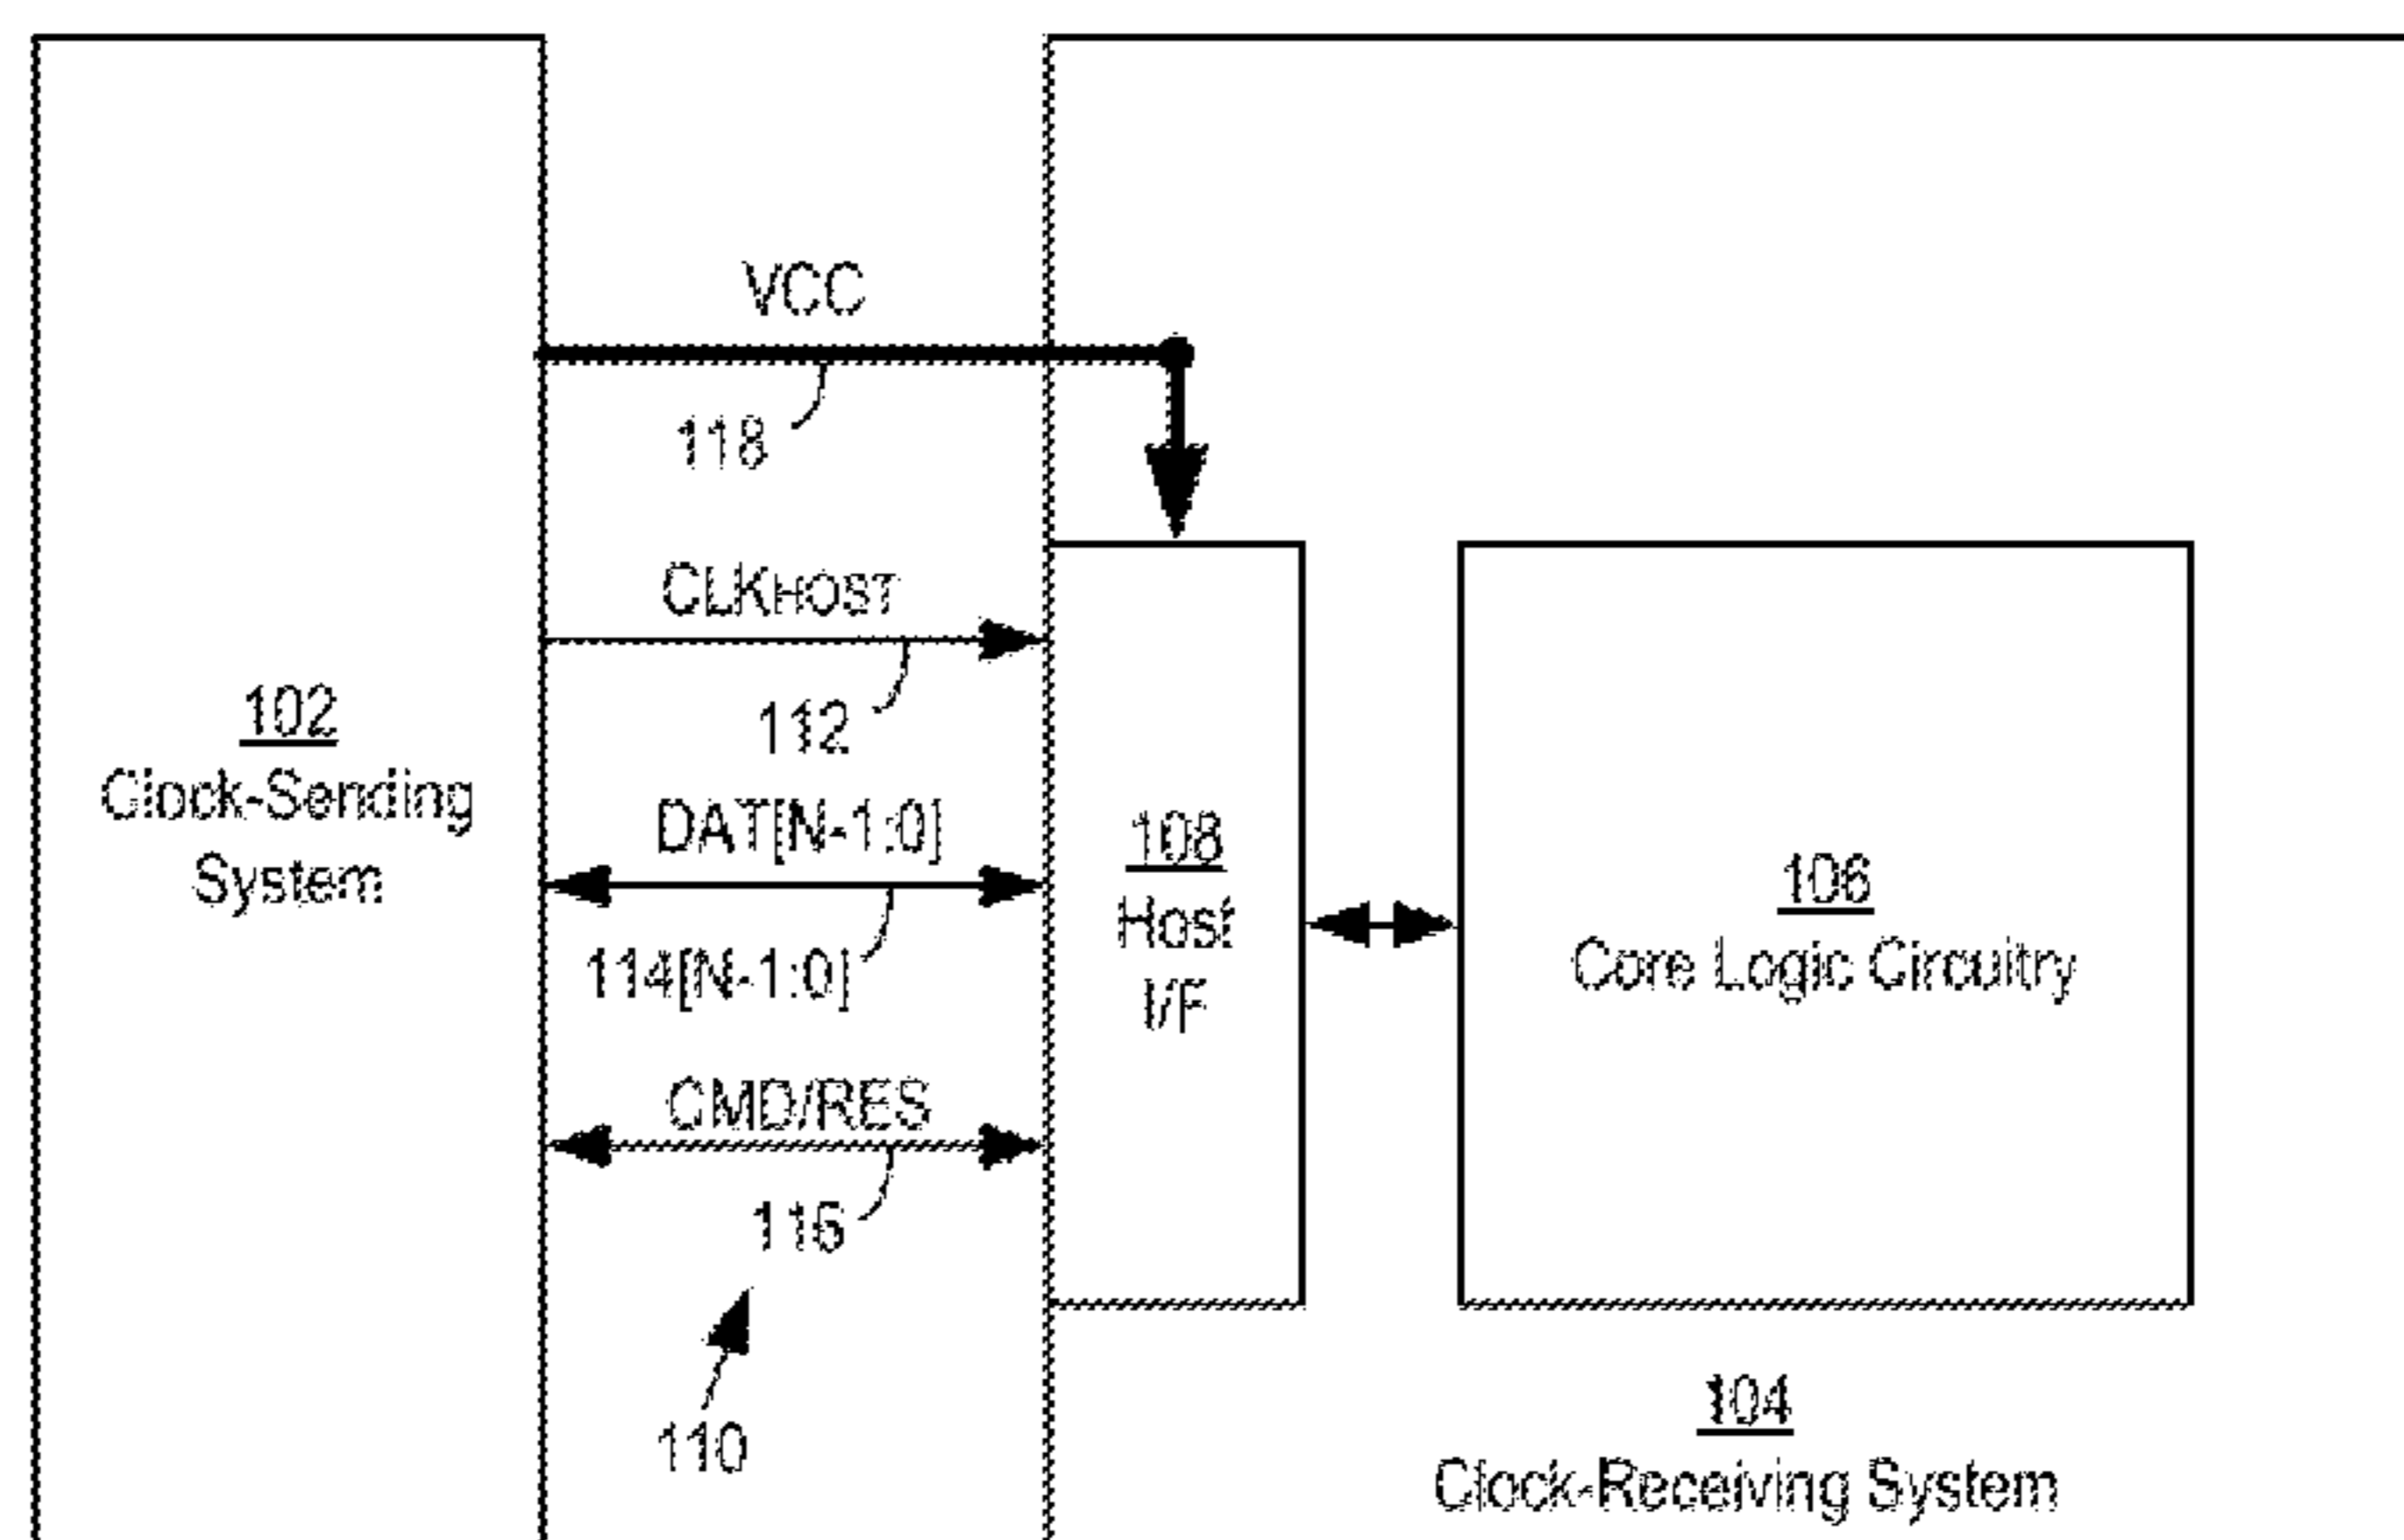 VCC
118
CLKHOST
112
102
Clock-Sending
System
DAT[N-1:0]
114[N-1:0]
108
Host
I/F
106
Core Logic Circuitry
CMD/RES
116
110
104
Clock-Receiving System